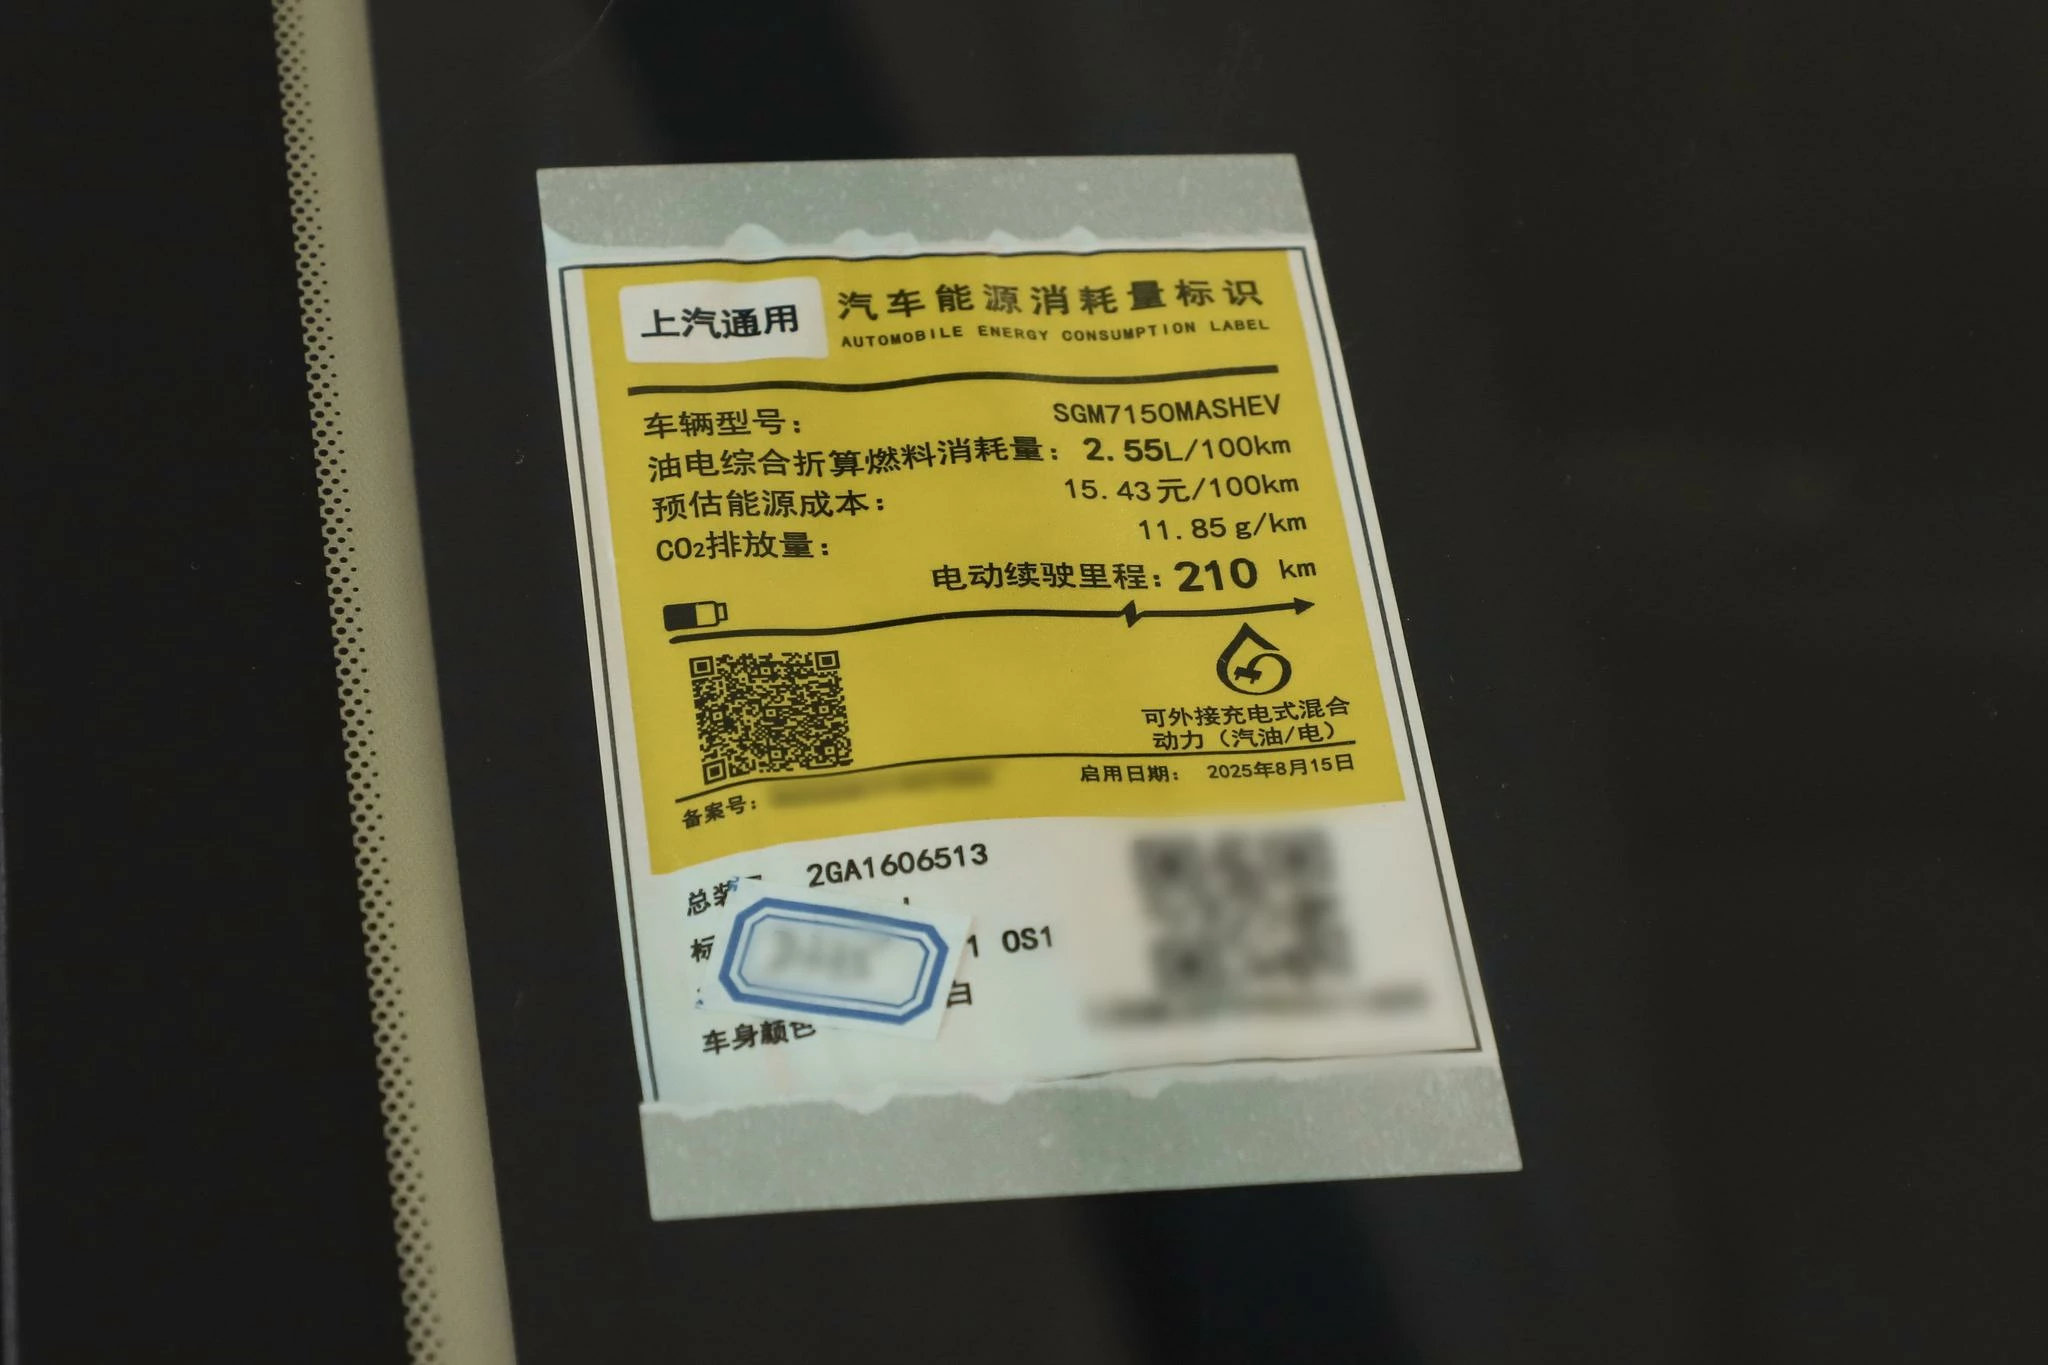 上汽通用
汽车能源消耗量标识
AUTOMOBILE ENERGY CONSUMPTION LABEL
车辆型号： SGM7150MASHEV
油电综合折算燃料消耗量： 2.55L/100km
预估能源成本： 15.43元/100km
CO₂排放量： 11.85 g/km
电动续驶里程：210 km
可外接充电式混合
动力（汽油/电）
备案号：
启用日期： 2025年8月15日
总装 2GA1606513
标 1 0S1
白
车身颜色